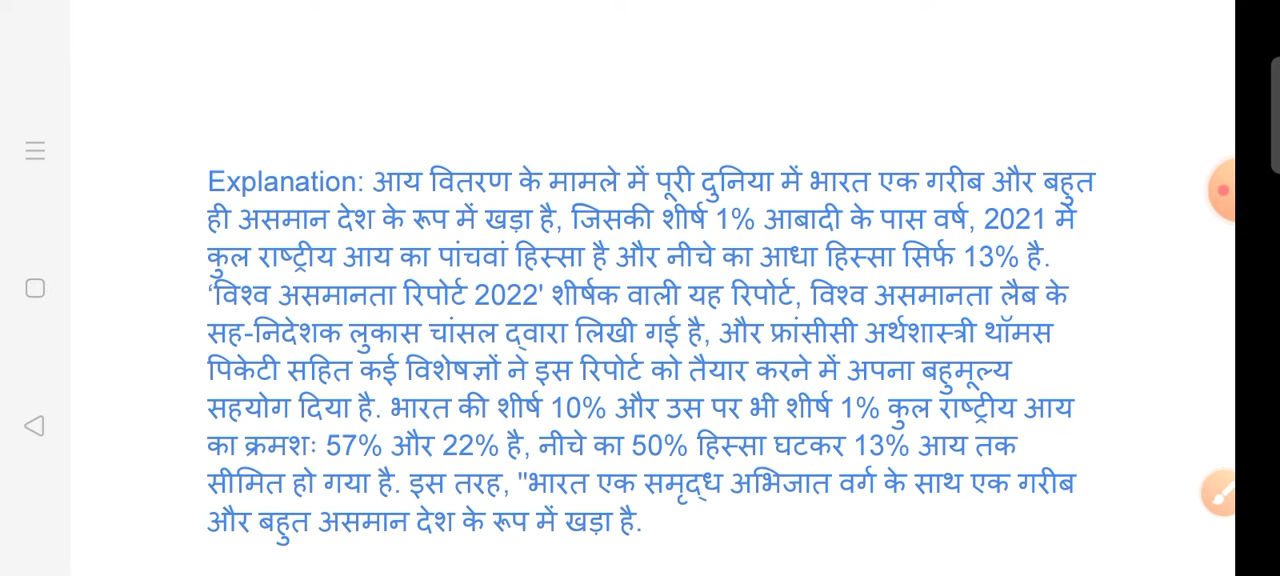 Explanation: आय वितरण के मामले में पूरी दुनिया में भारत एक गरीब और बहुत
ही असमान देश के रूप में खड़ा है, जिसकी शीर्ष 1% आबादी के पास वर्ष, 2021 में
कुल राष्ट्रीय आय का पांचवां हिस्सा है और नीचे का आधा हिस्सा सिर्फ 13% है.
‘विश्व असमानता रिपोर्ट 2022' शीर्षक वाली यह रिपोर्ट, विश्व असमानता लैब के
सह-निदेशक लुकास चांसल द्वारा लिखी गई है, और फ्रांसीसी अर्थशास्त्री थॉमस
पिकेटी सहित कई विशेषज्ञों ने इस रिपोर्ट को तैयार करने में अपना बहुमूल्य
सहयोग दिया है. भारत की शीर्ष 10% और उस पर भी शीर्ष 1% कुल राष्ट्रीय आय
का क्रमशः 57% और 22% है, नीचे का 50% हिस्सा घटकर 13% आय तक
सीमित हो गया है. इस तरह, "भारत एक समृद्ध अभिजात वर्ग के साथ एक गरीब
और बहुत असमान देश के रूप में खड़ा है.